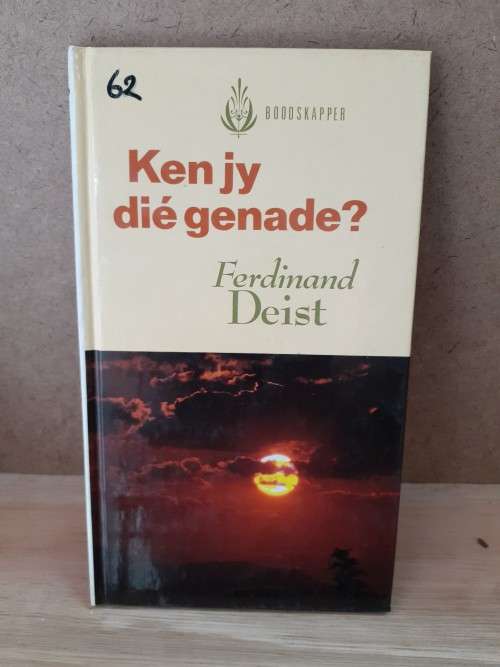 62
BOODSKAPPER
Ken jy
dié genade?
Ferdinand
Deist